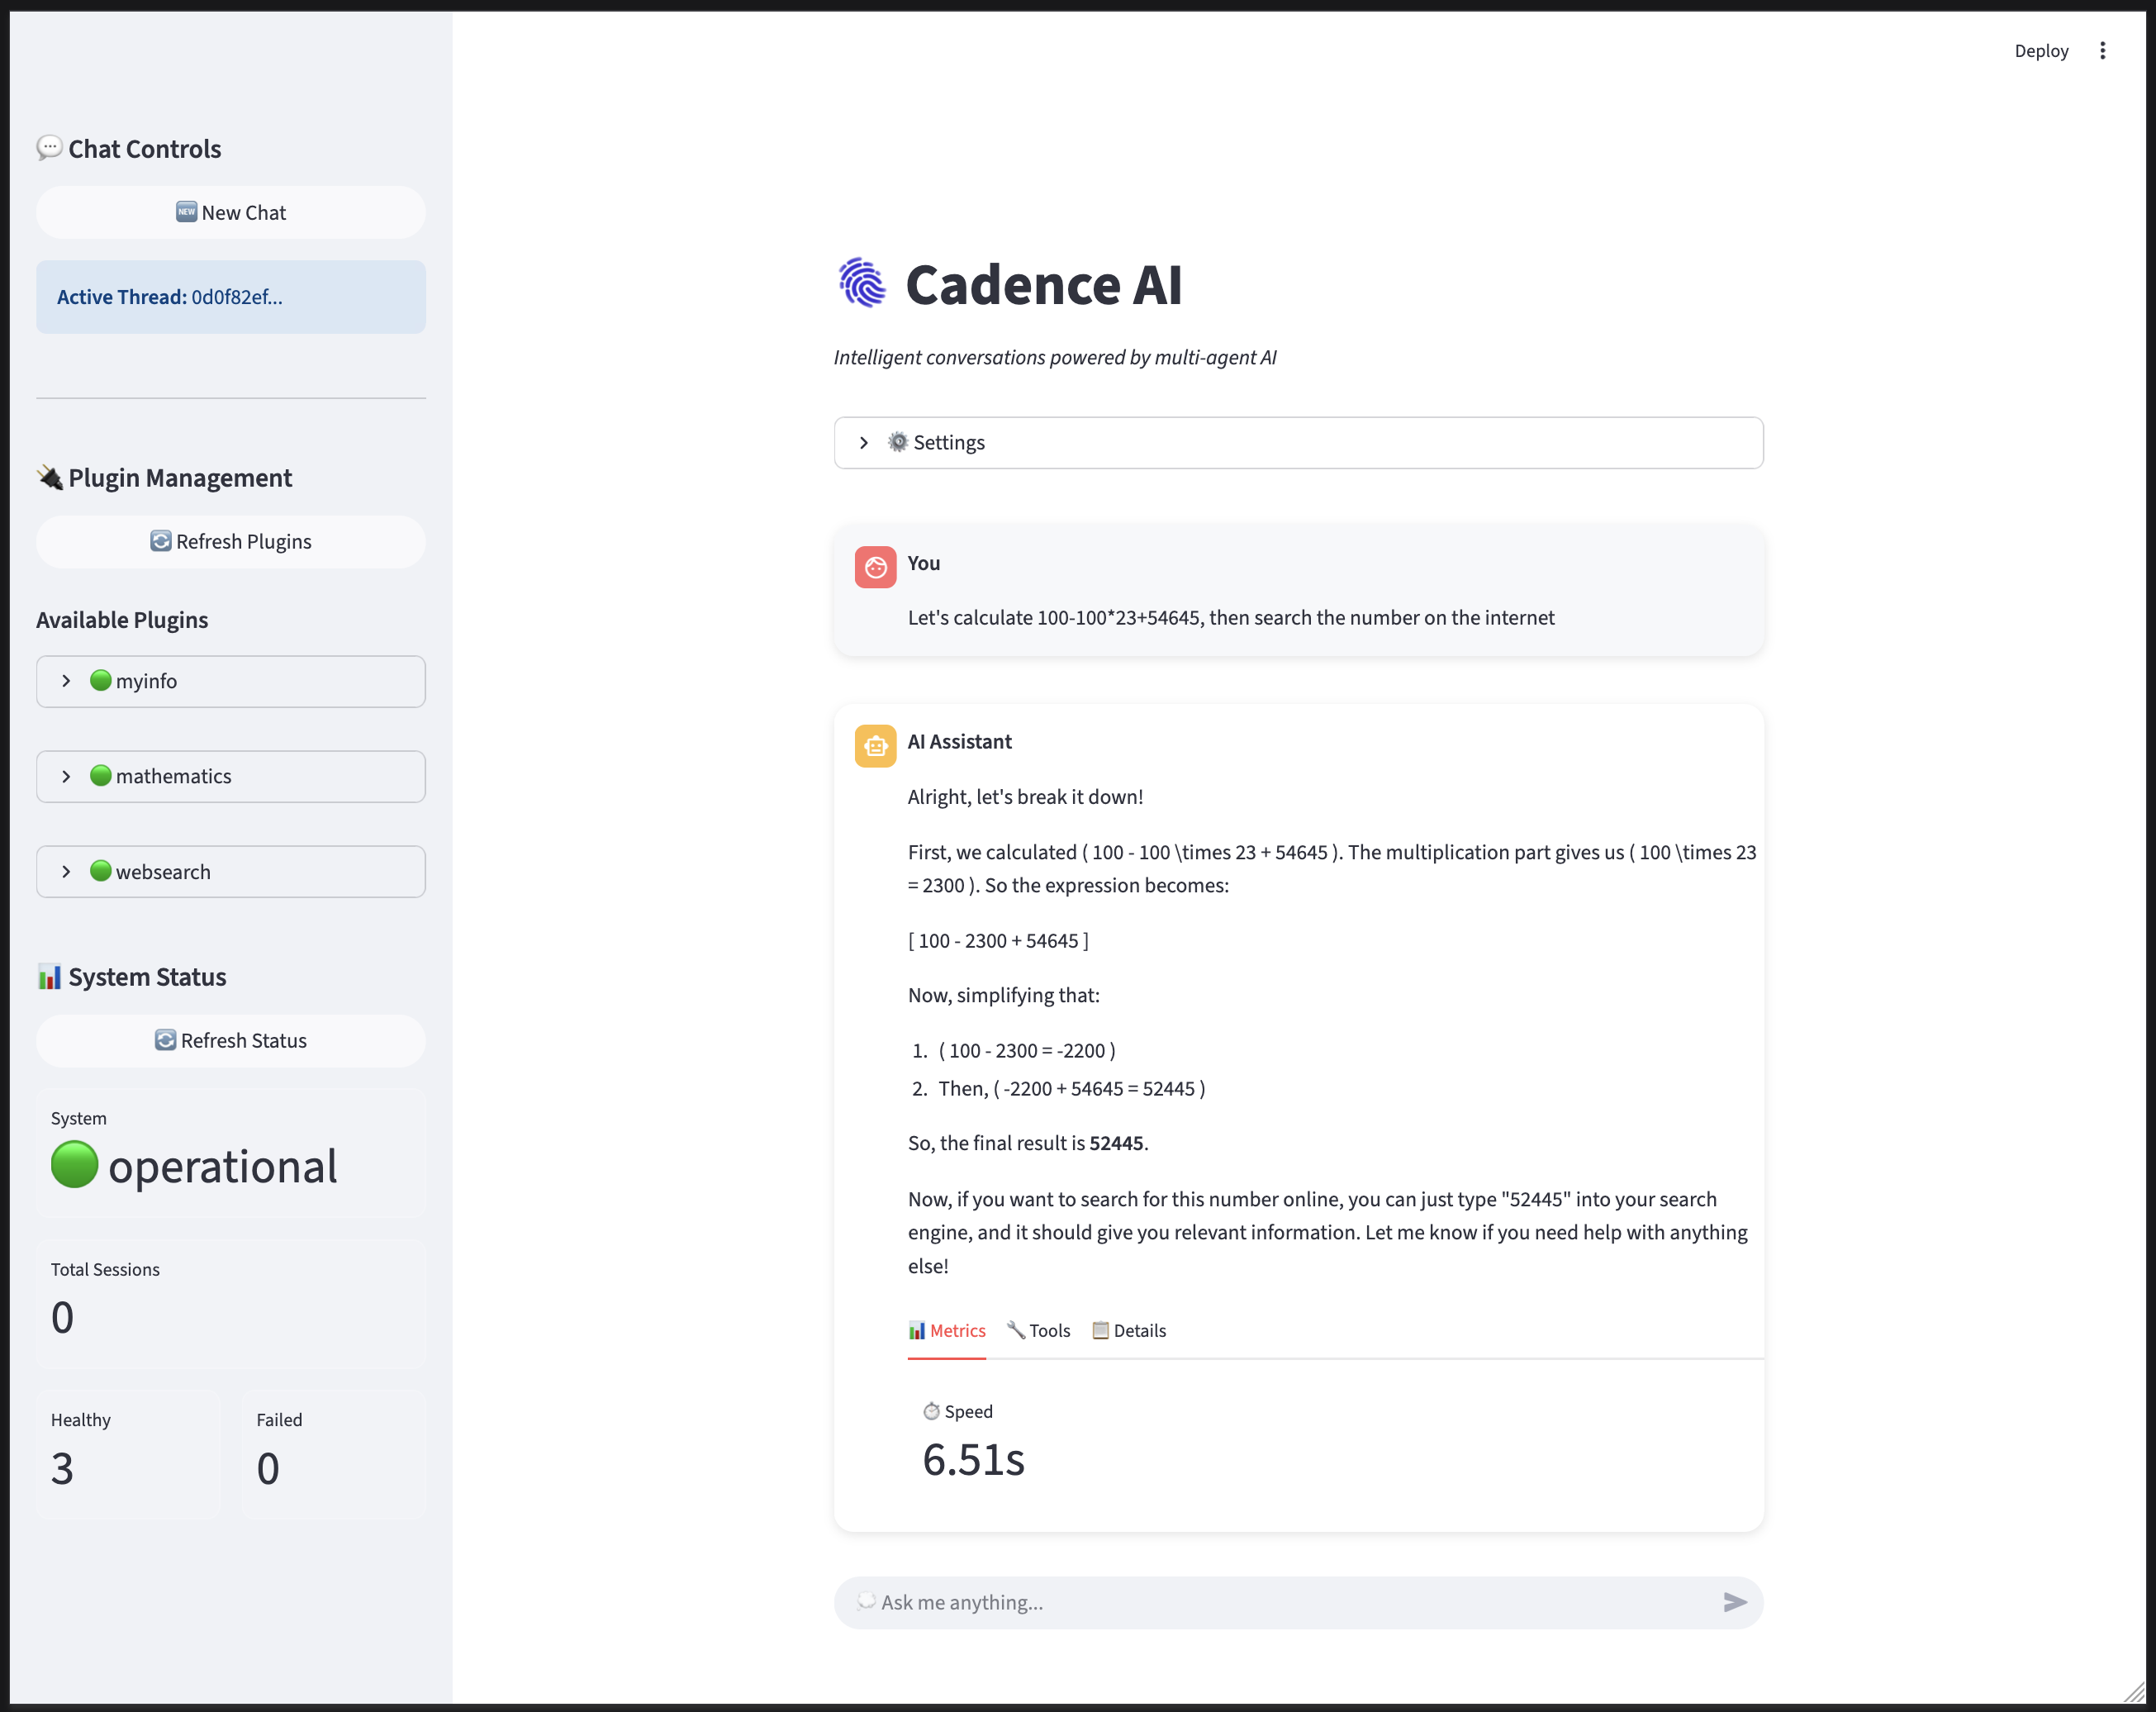 Deploy
💬 Chat Controls
🆕 New Chat
Active Thread: 0d0f82ef...
🔌 Plugin Management
🔄 Refresh Plugins
Available Plugins
🟢 myinfo
🟢 mathematics
🟢 websearch
📊 System Status
🔄 Refresh Status
System
🟢 operational
Total Sessions
0
Healthy
3
Failed
0
Cadence AI
Intelligent conversations powered by multi-agent AI
⚙️ Settings
You
Let's calculate 100-100*23+54645, then search the number on the internet
AI Assistant
Alright, let's break it down!
First, we calculated ( 100 - 100 \times 23 + 54645 ). The multiplication part gives us ( 100 \times 23
= 2300 ). So the expression becomes:
[ 100 - 2300 + 54645 ]
Now, simplifying that:
1. ( 100 - 2300 = -2200 )
2. Then, ( -2200 + 54645 = 52445 )
So, the final result is 52445.
Now, if you want to search for this number online, you can just type "52445" into your search
engine, and it should give you relevant information. Let me know if you need help with anything
else!
📊 Metrics 🔧 Tools 📋 Details
⏱️ Speed
6.51s
💭 Ask me anything...